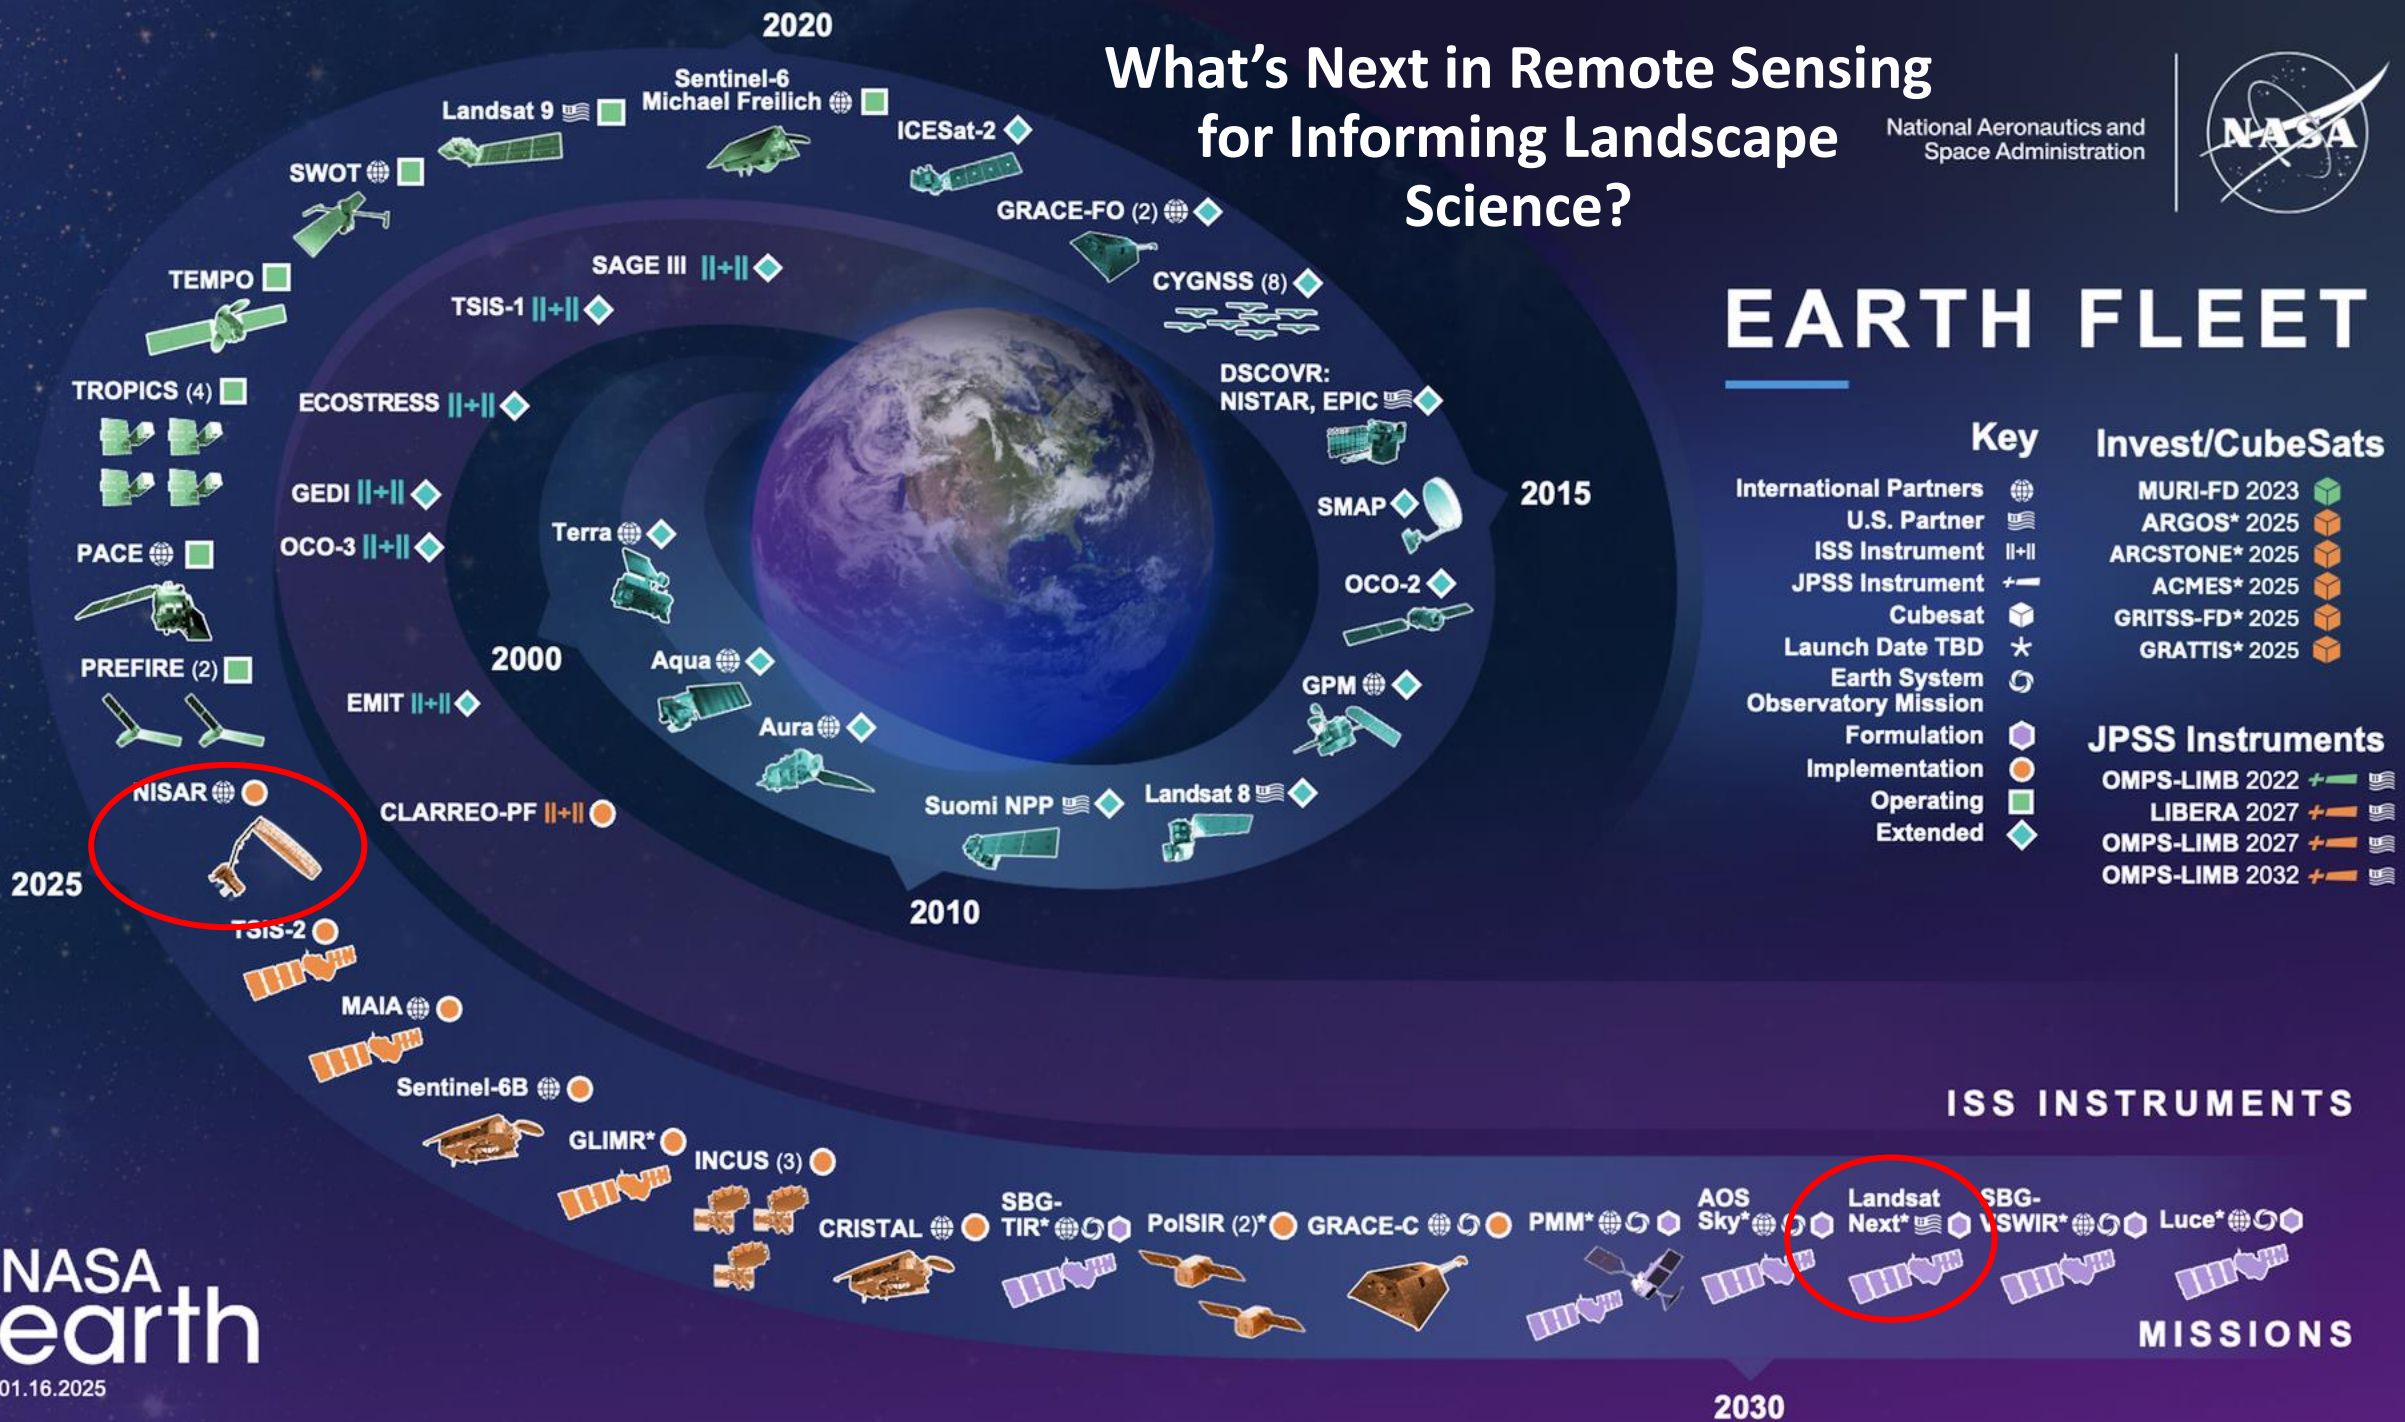 What's Next in Remote Sensing
for Informing Landscape
Science?
National Aeronautics and
Space Administration
NASA
EARTH FLEET
Key
International Partners
U.S. Partner
ISS Instrument
JPSS Instrument
Cubesat
Launch Date TBD
Earth System
Observatory Mission
Formulation
Implementation
Operating
Extended
Invest/CubeSats
MURI-FD 2023
ARGOS* 2025
ARCSTONE* 2025
ACMES* 2025
GRITSS-FD* 2025
GRATTIS* 2025
JPSS Instruments
OMPS-LIMB 2022
LIBERA 2027
OMPS-LIMB 2027
OMPS-LIMB 2032
2020
Sentinel-6
Michael Freilich
Landsat 9
ICESat-2
SWOT
GRACE-FO (2)
SAGE III
TEMPO
TSIS-1
CYGNSS (8)
DSCOVR:
NISTAR, EPIC
TROPICS (4)
ECOSTRESS
GEDI
SMAP
2015
OCO-3
Terra
PACE
OCO-2
2000
Aqua
PREFIRE (2)
GPM
EMIT
Aura
NISAR
CLARREO-PF
Suomi NPP
Landsat 8
2025
2010
TSIS-2
MAIA
Sentinel-6B
GLIMR*
INCUS (3)
CRISTAL
SBG-
TIR*
PolSIR (2)*
GRACE-C
PMM*
AOS
Sky*
Landsat
Next*
SBG-
VSWIR*
Luce*
ISS INSTRUMENTS
MISSIONS
2030
NASA
earth
01.16.2025